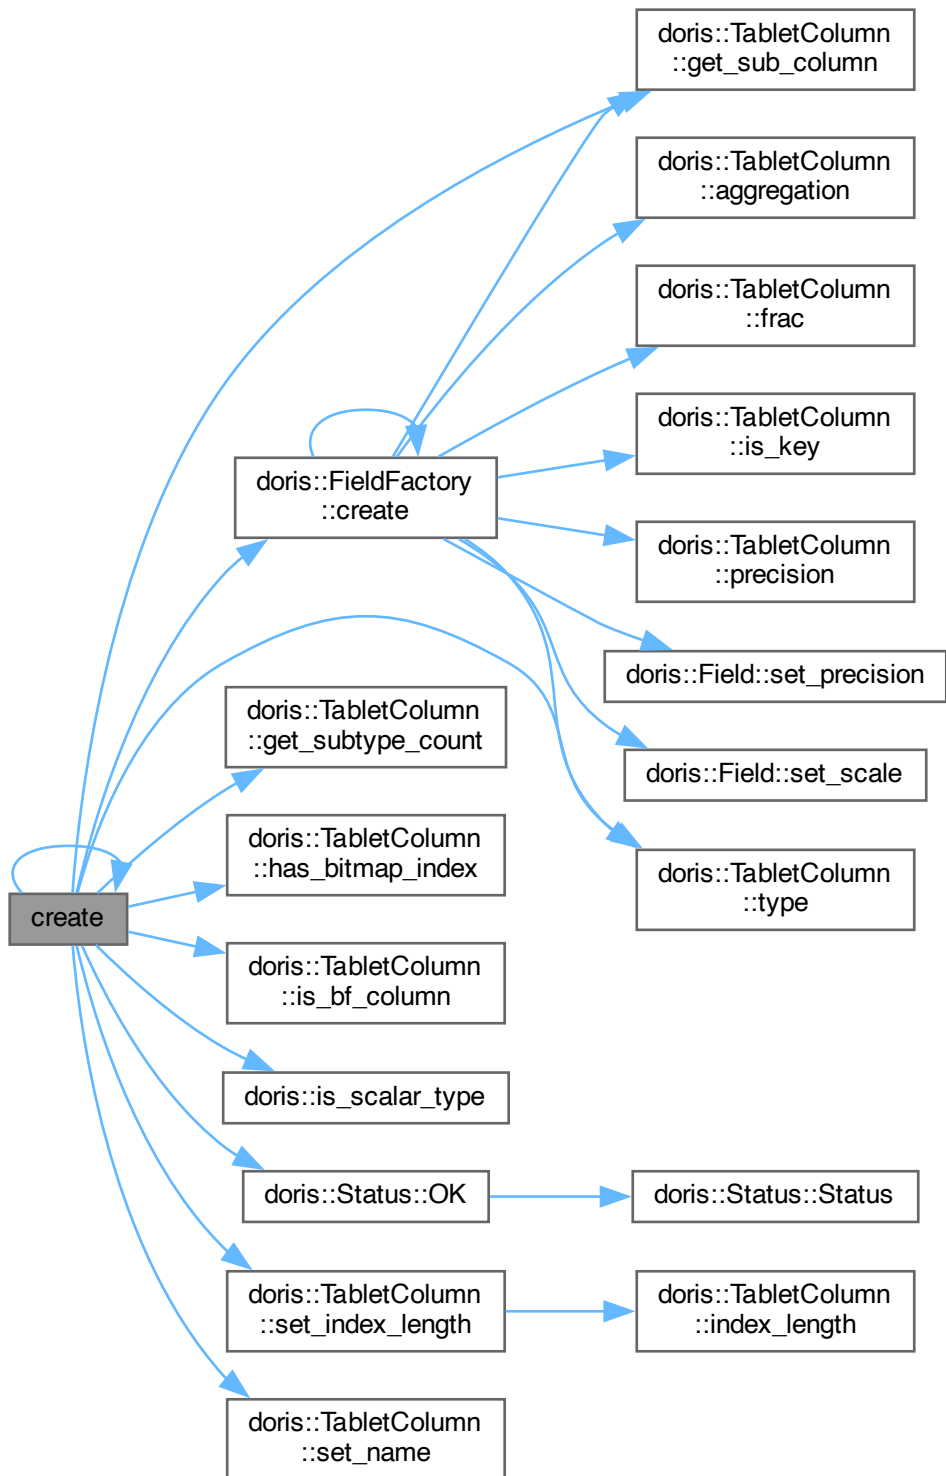 doris::TabletColumn
::get_sub_column
doris::TabletColumn
::aggregation
doris::TabletColumn
::frac
doris::TabletColumn
::is_key
doris::FieldFactory
::create
doris::TabletColumn
::precision
doris::Field::set_precision
doris::TabletColumn
::get_subtype_count
doris::Field::set_scale
doris::TabletColumn
::has_bitmap_index
doris::TabletColumn
::type
create
doris::TabletColumn
::is_bf_column
doris::is_scalar_type
doris::Status::OK
doris::Status::Status
doris::TabletColumn
::set_index_length
doris::TabletColumn
::index_length
doris::TabletColumn
::set_name